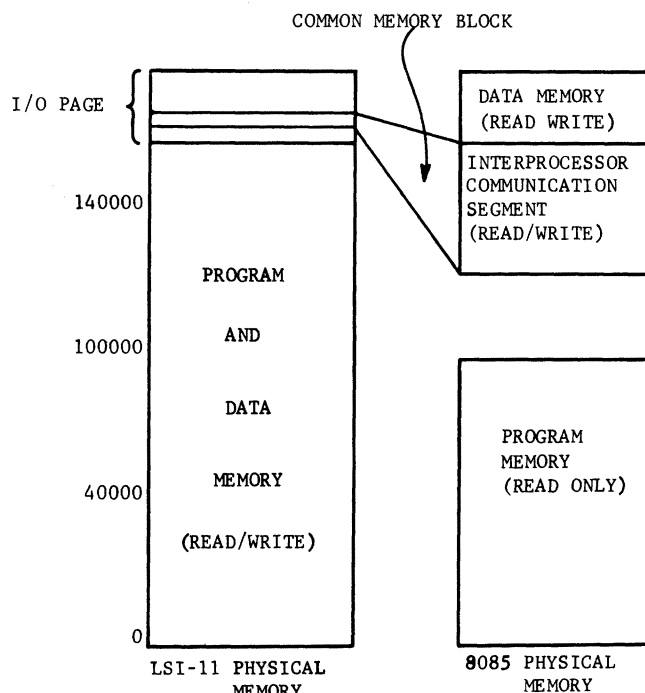 COMMON MEMORY BLOCK
I/O PAGE
DATA MEMORY
(READ WRITE)
INTERPROCESSOR
COMMUNICATION
SEGMENT
(READ/WRITE)
140000
PROGRAM
AND
DATA
MEMORY
(READ/WRITE)
100000
40000
0
PROGRAM
MEMORY
(READ ONLY)
LSI-11 PHYSICAL
MEMORY
8085 PHYSICAL
MEMORY